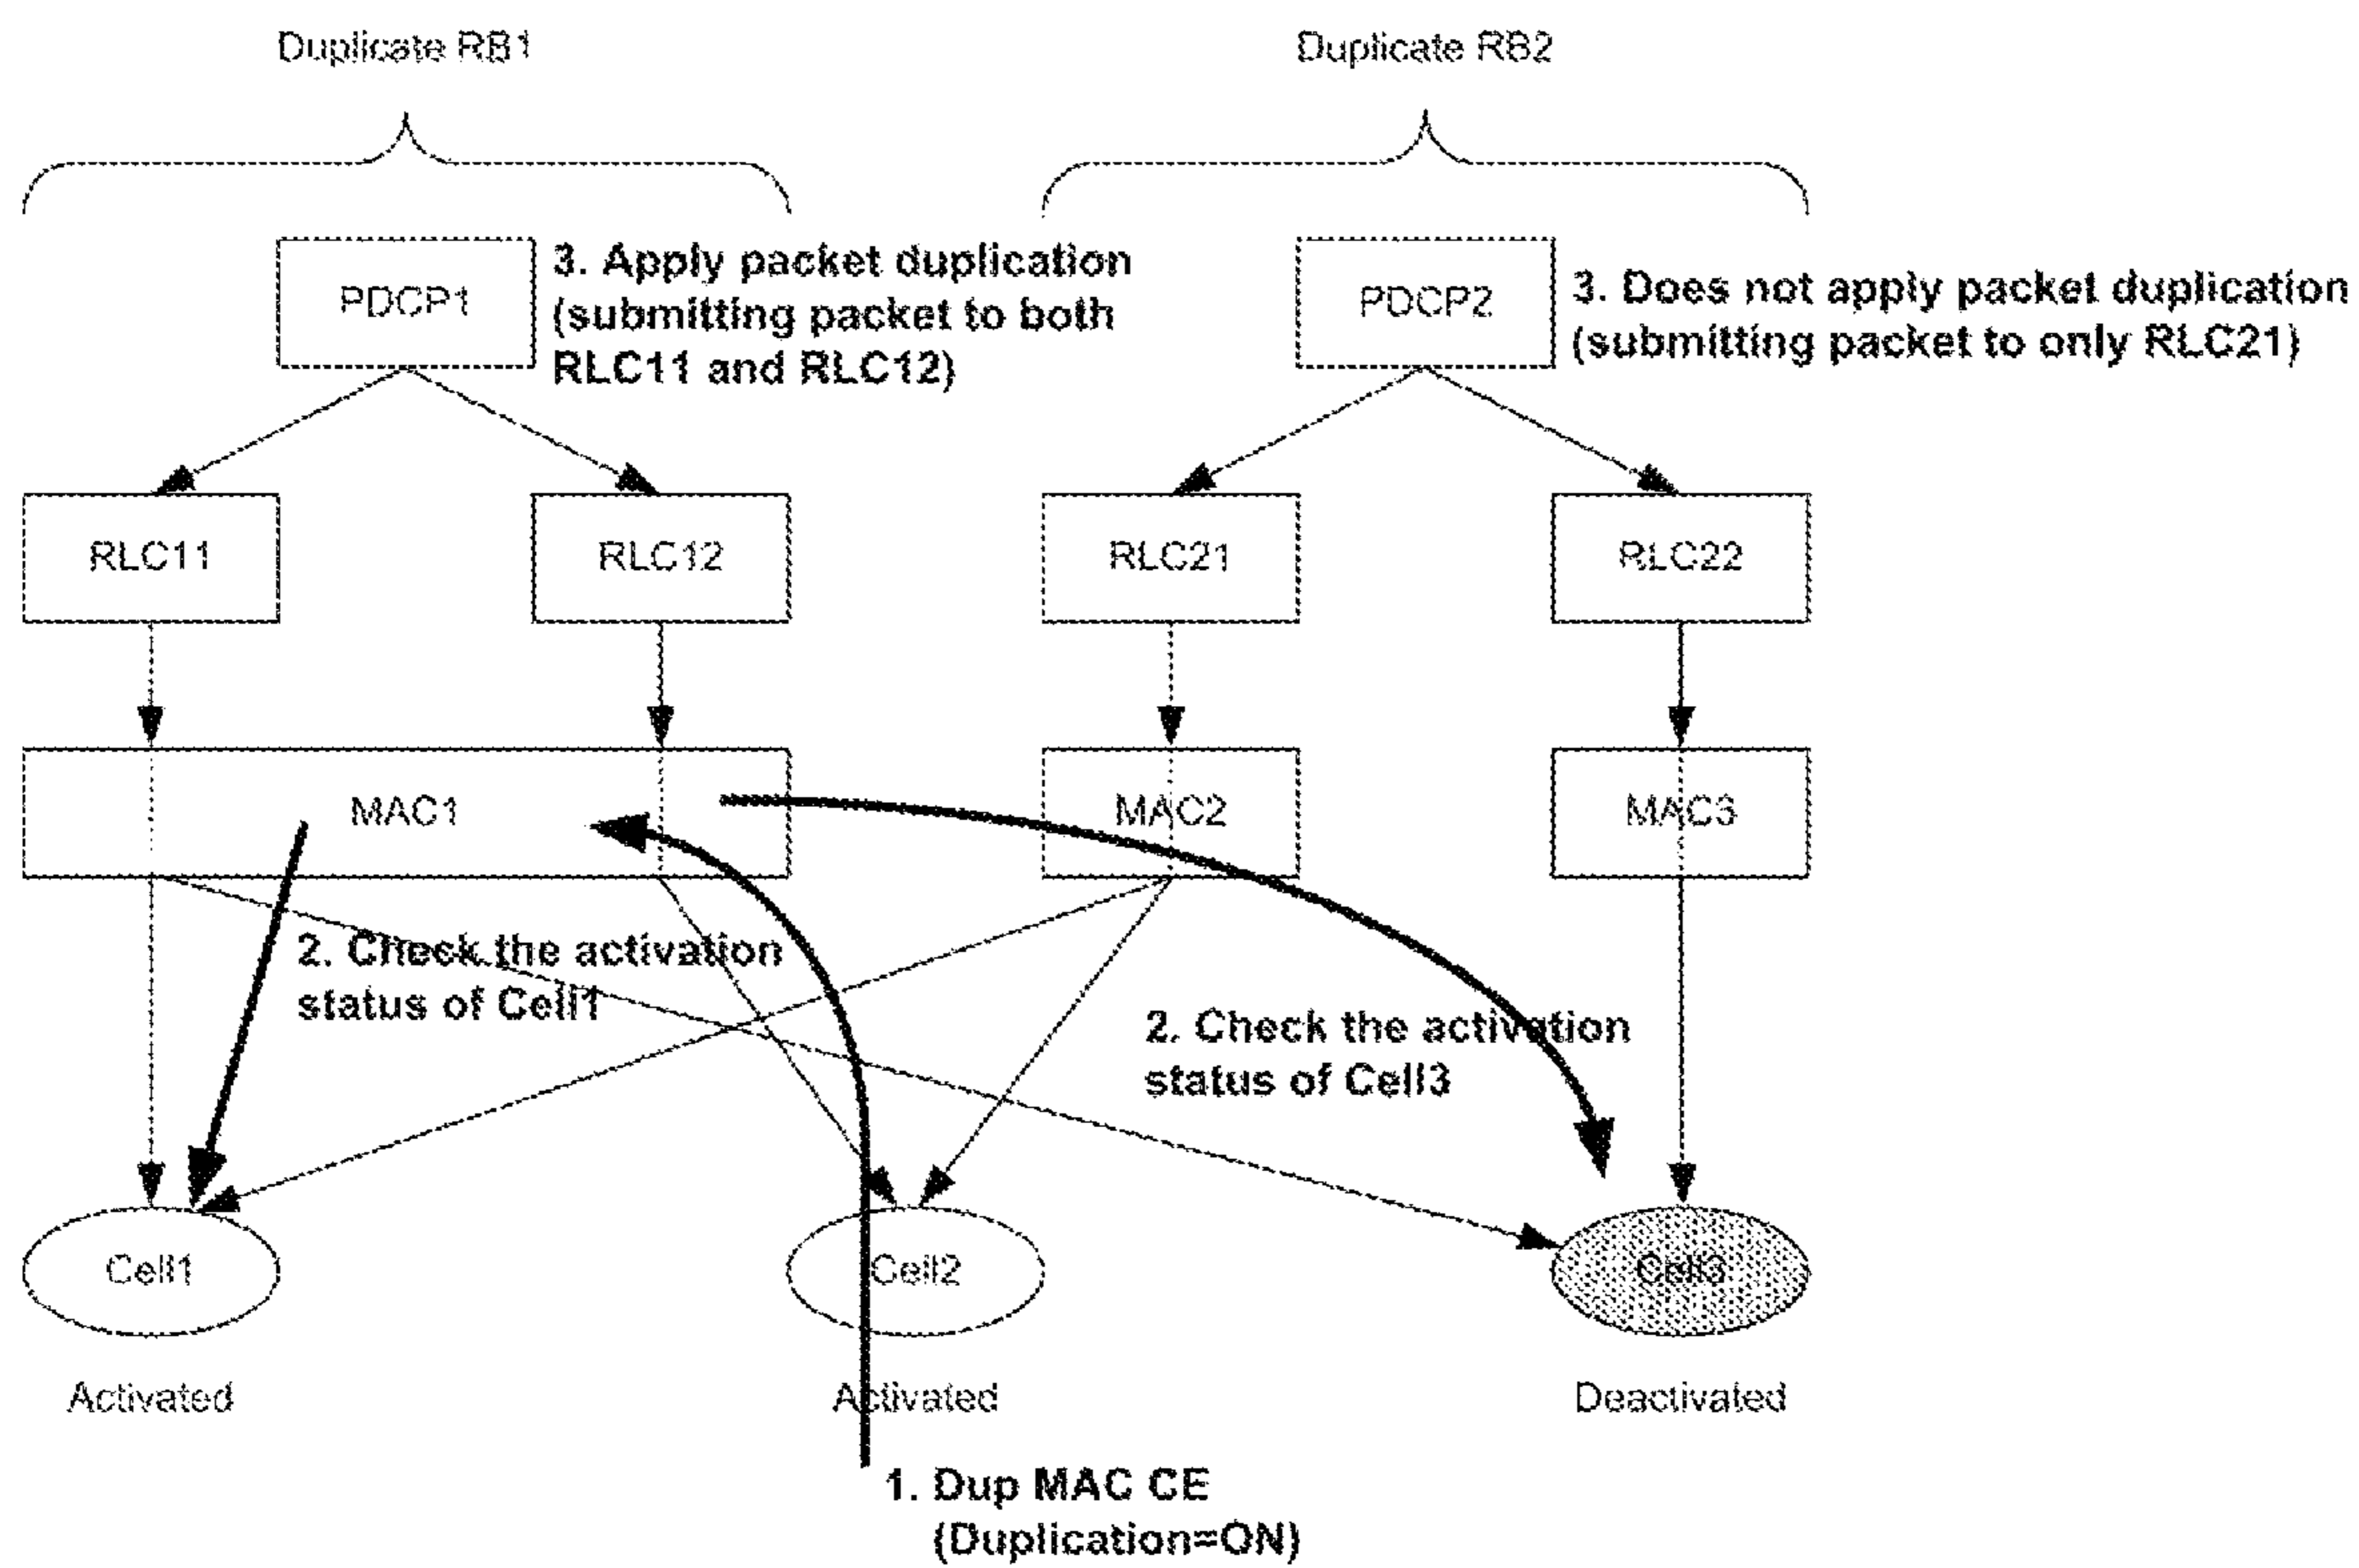 Duplicate RB1
Duplicate RB2
PDCP1
3. Apply packet duplication
(submitting packet to both
RLC11 and RLC12)
PDCP2
3. Does not apply packet duplication
(submitting packet to only RLC21)
RLC11
RLC12
RLC21
RLC22
MAC1
MAC2
MAC3
2. Check the activation
status of Cell1
2. Check the activation
status of Cell3
Cell1
Cell2
Cell3
Activated
Activated
Deactivated
1. Dup MAC CE
(Duplication=ON)